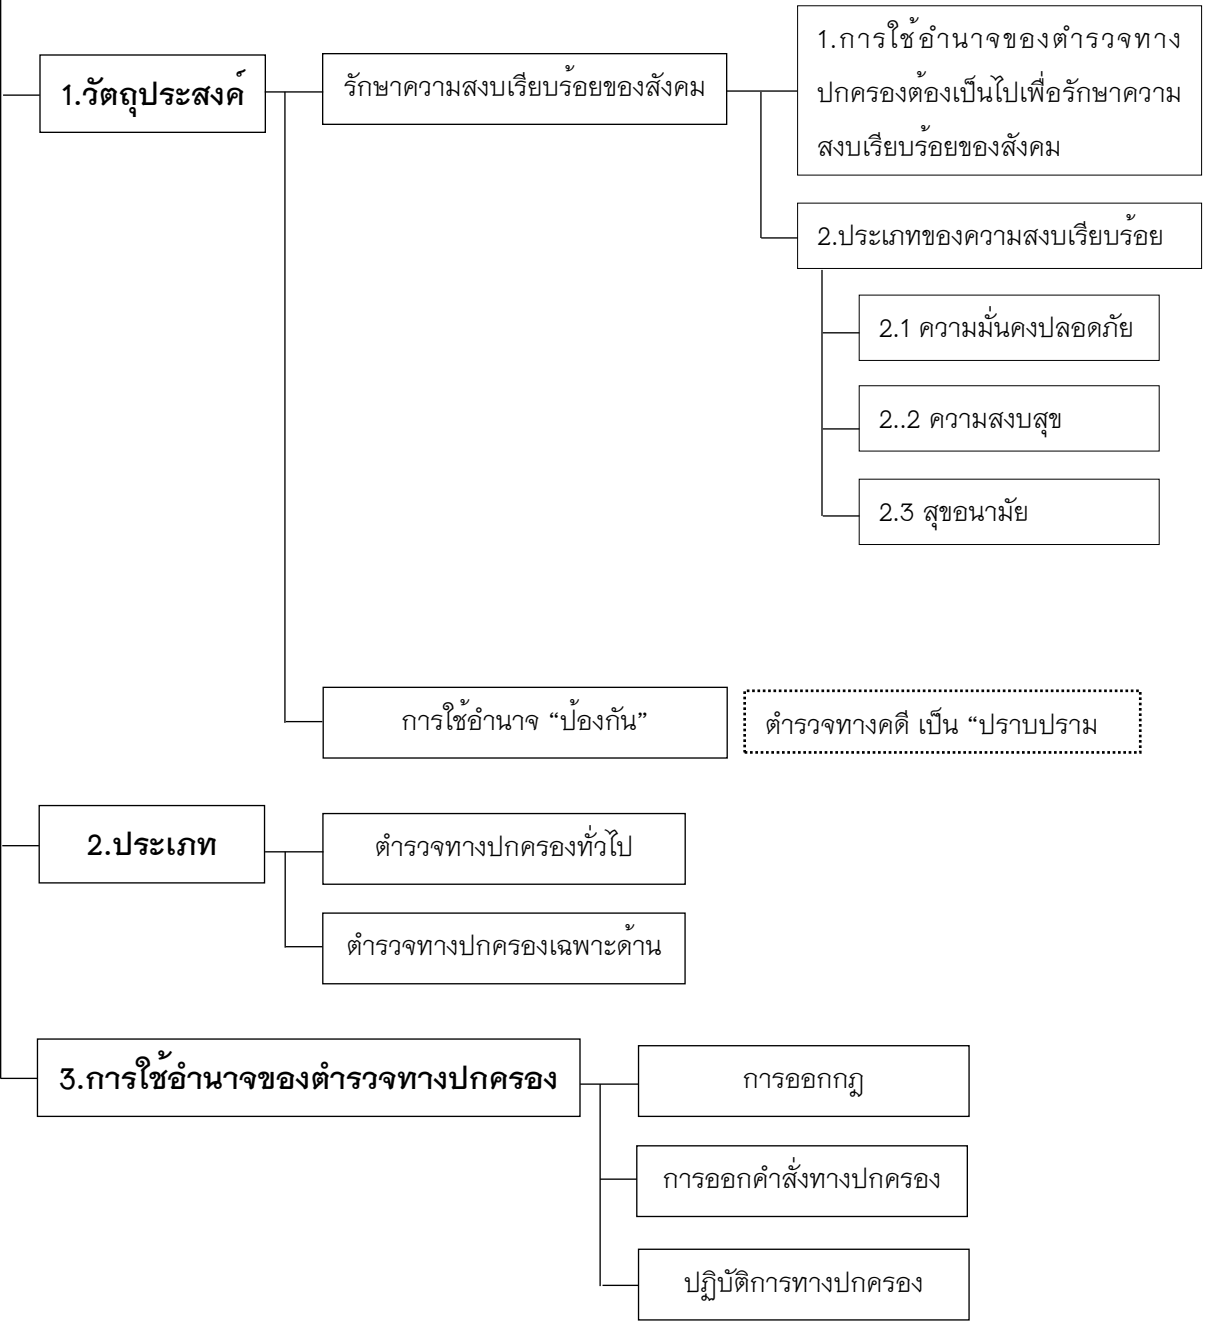 1.วัตถุประสงค์
รักษาความสงบเรียบร้อยของสังคม
1.การใช้อำนาจของตำรวจทาง
ปกครองต้องเป็นไปเพื่อรักษาความ
สงบเรียบร้อยของสังคม
2.ประเภทของความสงบเรียบร้อย
2.1 ความมั่นคงปลอดภัย
2..2 ความสงบสุข
2.3 สุขอนามัย
การใช้อำนาจ “ป้องกัน”
ตำรวจทางคดี เป็น “ปราบปราม
2.ประเภท
ตำรวจทางปกครองทั่วไป
ตำรวจทางปกครองเฉพาะด้าน
3.การใช้อำนาจของตำรวจทางปกครอง
การออกกฎ
การออกคำสั่งทางปกครอง
ปฏิบัติการทางปกครอง